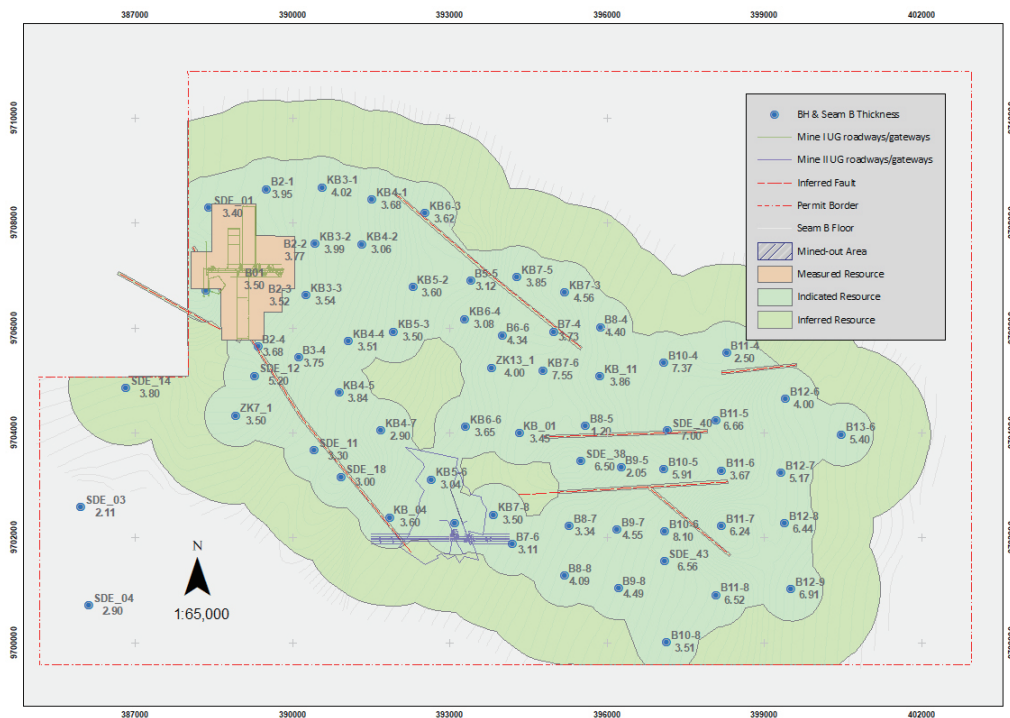 387000 390000 393000 396000 399000 402000
9710000
9708000
9706000
9704000
9702000
9700000
BH & Seam B Thickness
Mine I UG roadways/gateways
Mine II UG roadways/gateways
Inferred Fault
Permit Border
Seam B Floor
Mined-out Area
Measured Resource
Indicated Resource
Inferred Resource
B2-1
3.95
KB3-1
4.02
KB4-1
3.68
KB6-3
3.62
SDE_01
3.40
B2-2
3.77
KB3-2
3.99
KB4-2
3.06
B01
3.50
B2-3
3.52
KB3-3
3.54
KB5-2
3.60
B5-5
3.12
KB7-5
3.85
KB7-3
4.56
KB6-4
3.08
B6-6
4.34
B7-4
3.73
B8-4
4.40
KB5-3
3.50
KB4-4
3.51
B2-4
3.68
B3-4
3.75
SDE_12
5.20
SDE_14
3.80
ZK13_1
4.00
KB7-6
7.55
KB_11
3.86
B10-4
7.37
B11-4
2.50
KB4-5
3.84
B12-6
4.00
ZK7_1
3.50
KB4-7
2.90
KB6-6
3.65
KB_01
3.45
B8-5
1.20
SDE_40
7.00
B11-5
6.66
B13-6
5.40
SDE_11
3.30
SDE_18
3.00
KB5-6
3.04
SDE_38
6.50
B9-5
2.05
B10-5
5.91
B11-6
3.67
B12-7
5.17
SDE_03
2.11
KB_04
3.60
KB7-8
3.50
B7-6
3.11
B8-7
3.34
B9-7
4.55
B10-6
8.10
B11-7
6.24
B12-8
6.44
SDE_43
6.56
B8-8
4.09
B9-8
4.49
B11-8
6.52
B12-9
6.91
N
1:65,000
SDE_04
2.90
B10-8
3.51
387000 390000 393000 396000 399000 402000